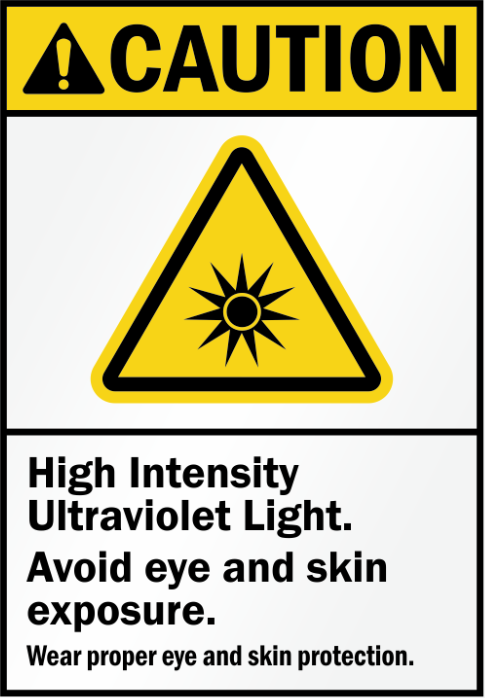 CAUTION
High Intensity
Ultraviolet Light.
Avoid eye and skin
exposure.
Wear proper eye and skin protection.